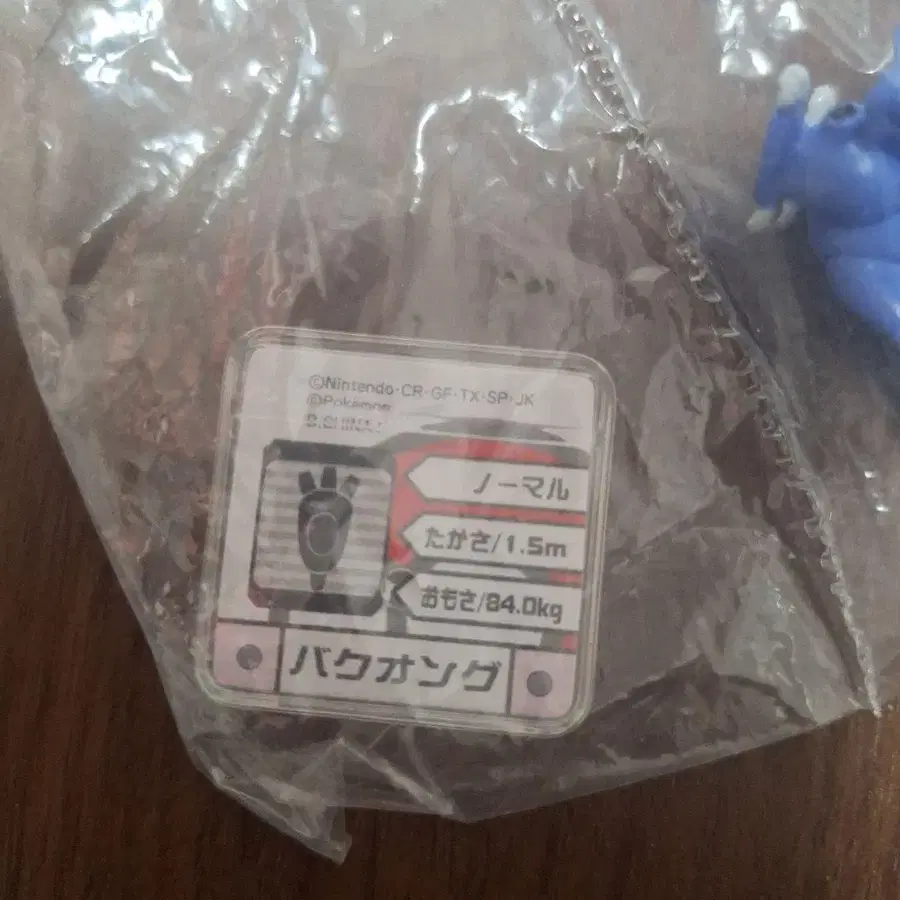 ©Nintendo·CR·GF·TX·SP·JK
©Pokémon
ノーマル
たかさ/1.5m
おもさ/84.0kg
バクオング